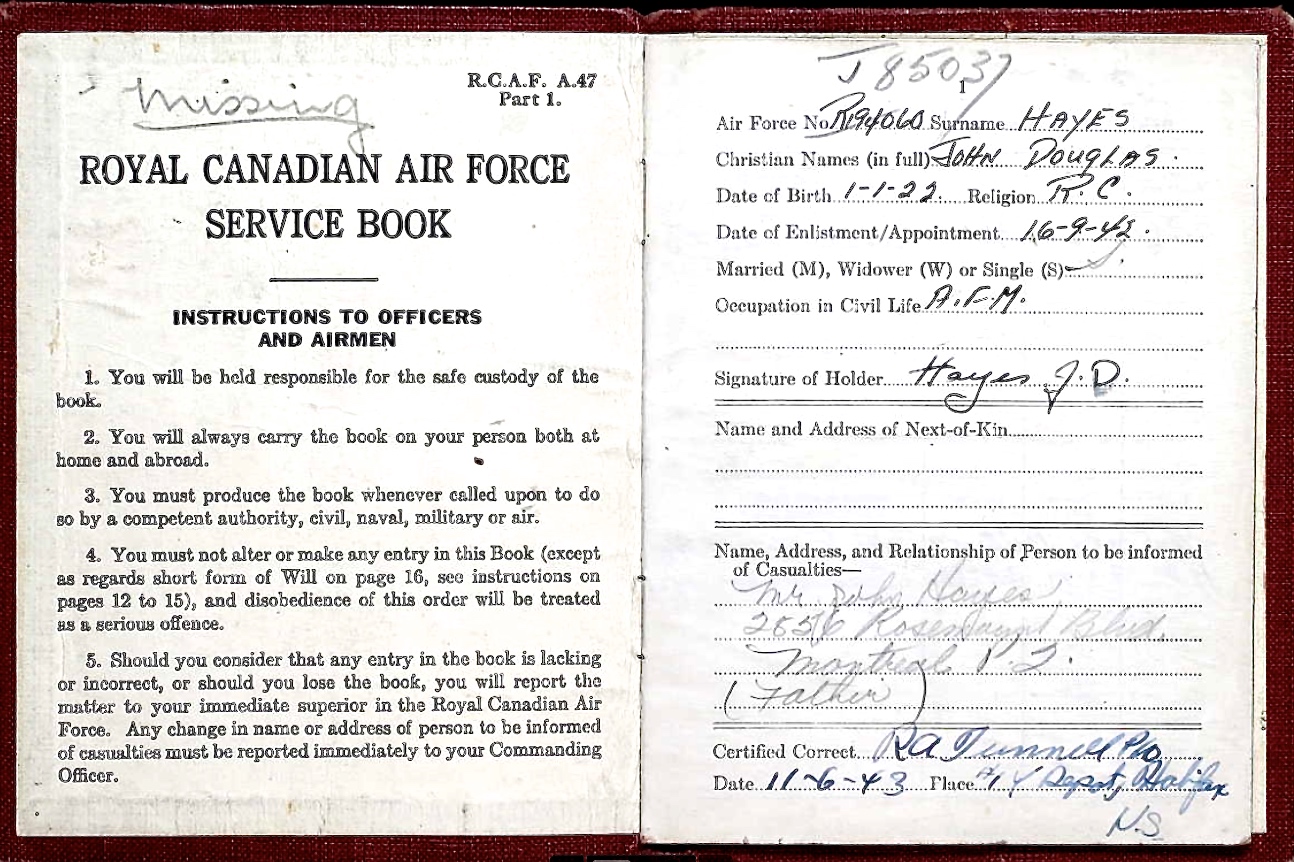 Missing
R.C.A.F. A.47
Part 1.
ROYAL CANADIAN AIR FORCE
SERVICE BOOK
INSTRUCTIONS TO OFFICERS
AND AIRMEN
1. You will be held responsible for the safe custody of the
book.
2. You will always carry the book on your person both at
home and abroad.
3. You must produce the book whenever called upon to do
so by a competent authority, civil, naval, military or air.
4. You must not alter or make any entry in this Book (except
as regards short form of Will on page 16, see instructions on
pages 12 to 15), and disobedience of this order will be treated
as a serious offence.
5. Should you consider that any entry in the book is lacking
or incorrect, or should you lose the book, you will report the
matter to your immediate superior in the Royal Canadian Air
Force. Any change in name or address of person to be informed
of casualties must be reported immediately to your Commanding
Officer.
J 85037
1
Air Force No. R94060 Surname HAYES
Christian Names (in full) JOHN DOUGLAS.
Date of Birth 1-1-22. Religion R.C.
Date of Enlistment/Appointment 16-9-42.
Married (M), Widower (W) or Single (S) S.
Occupation in Civil Life A.F.M.
Signature of Holder Hayes J.D.
Name and Address of Next-of-Kin
Name, Address, and Relationship of Person to be informed
of Casualties—
Mr. John Hayes
Rosemount Blvd.
Montreal P.Q.
(Father)
Certified Correct R A Tunnell P/O
Date 11-6-43 Place #1 Y Depot, Halifax
N.S